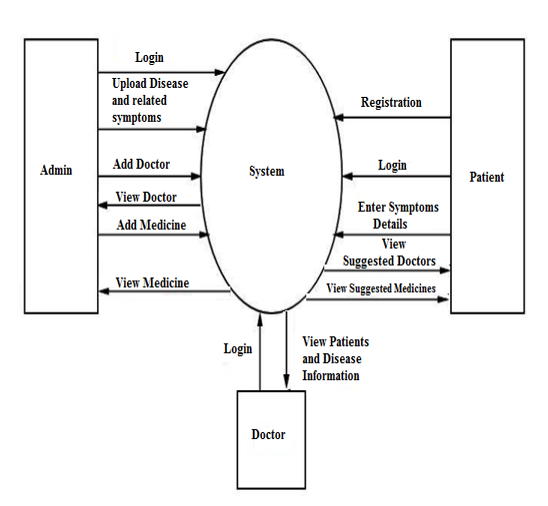 Login
Upload Disease
and related
symptoms
Admin
Add Doctor
View Doctor
Add Medicine
View Medicine
System
Registration
Login
Patient
Enter Symptoms
Details
View
Suggested Doctors
View Suggested Medicines
Login
View Patients
and Disease
Information
Doctor